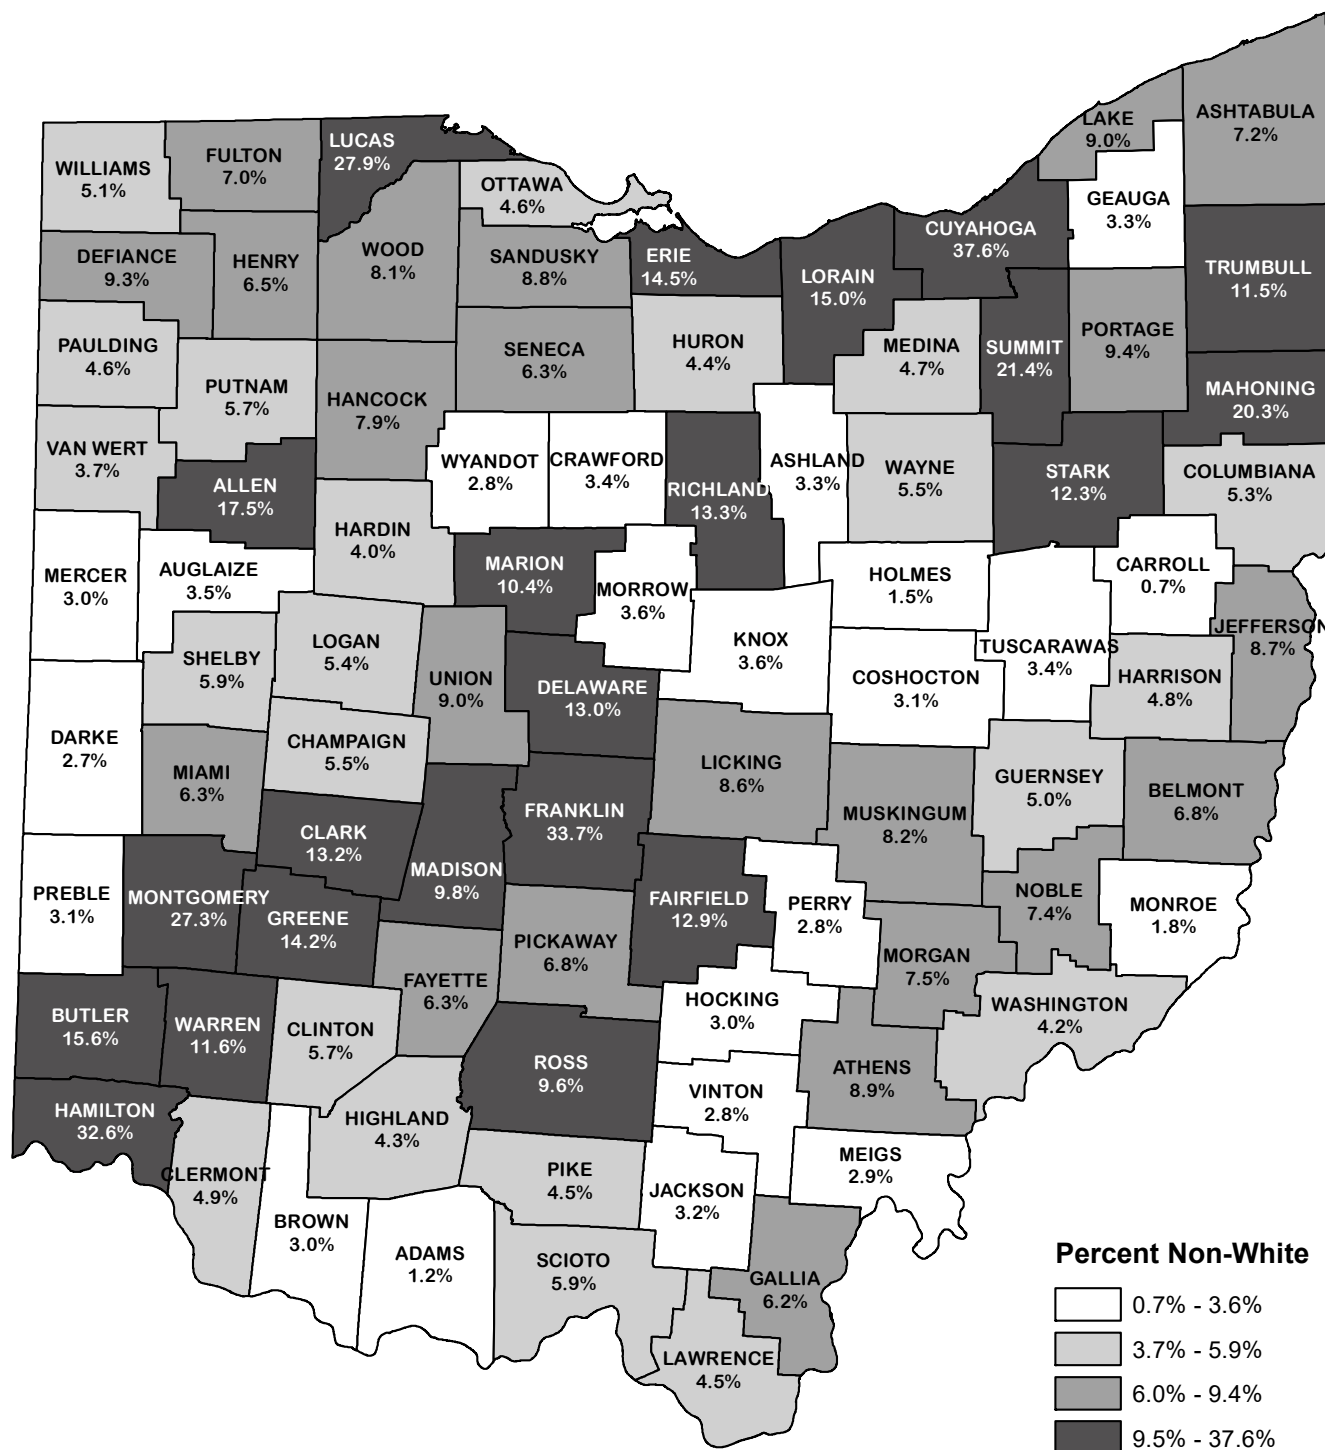 ASHTABULA
7.2%
LAKE
9.0%
LUCAS
27.9%
FULTON
7.0%
WILLIAMS
5.1%
OTTAWA
4.6%
GEAUGA
3.3%
CUYAHOGA
37.6%
WOOD
8.1%
DEFIANCE
9.3%
HENRY
6.5%
SANDUSKY
8.8%
ERIE
14.5%
LORAIN
15.0%
TRUMBULL
11.5%
PORTAGE
9.4%
PAULDING
4.6%
SENECA
6.3%
HURON
4.4%
MEDINA
4.7%
SUMMIT
21.4%
PUTNAM
5.7%
HANCOCK
7.9%
MAHONING
20.3%
VAN WERT
3.7%
WYANDOT
2.8%
CRAWFORD
3.4%
ASHLAND
3.3%
WAYNE
5.5%
STARK
12.3%
COLUMBIANA
5.3%
ALLEN
17.5%
RICHLAND
13.3%
HARDIN
4.0%
MERCER
3.0%
AUGLAIZE
3.5%
MARION
10.4%
MORROW
3.6%
HOLMES
1.5%
CARROLL
0.7%
JEFFERSON
8.7%
KNOX
3.6%
TUSCARAWAS
3.4%
LOGAN
5.4%
SHELBY
5.9%
UNION
9.0%
DELAWARE
13.0%
COSHOCTON
3.1%
HARRISON
4.8%
DARKE
2.7%
CHAMPAIGN
5.5%
MIAMI
6.3%
LICKING
8.6%
GUERNSEY
5.0%
BELMONT
6.8%
FRANKLIN
33.7%
MUSKINGUM
8.2%
CLARK
13.2%
MADISON
9.8%
PREBLE
3.1%
MONTGOMERY
27.3%
GREENE
14.2%
FAIRFIELD
12.9%
PERRY
2.8%
NOBLE
7.4%
MONROE
1.8%
PICKAWAY
6.8%
MORGAN
7.5%
FAYETTE
6.3%
HOCKING
3.0%
WASHINGTON
4.2%
BUTLER
15.6%
WARREN
11.6%
CLINTON
5.7%
ROSS
9.6%
ATHENS
8.9%
VINTON
2.8%
HAMILTON
32.6%
HIGHLAND
4.3%
MEIGS
2.9%
CLERMONT
4.9%
PIKE
4.5%
JACKSON
3.2%
BROWN
3.0%
ADAMS
1.2%
SCIOTO
5.9%
GALLIA
6.2%
LAWRENCE
4.5%
Percent Non-White
0.7% - 3.6%
3.7% - 5.9%
6.0% - 9.4%
9.5% - 37.6%